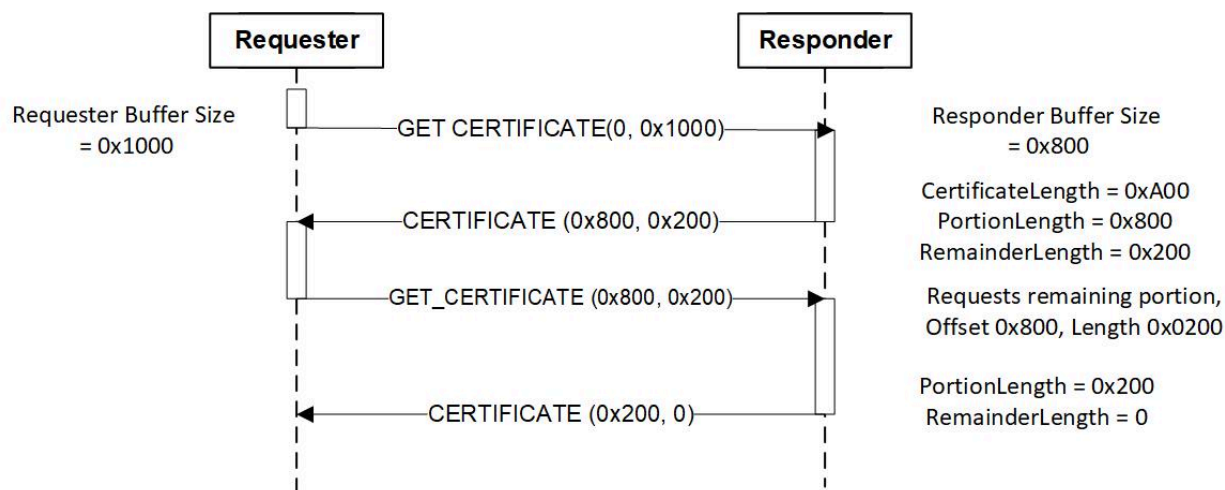 Requester
Responder
Requester Buffer Size
= 0x1000
GET CERTIFICATE(0, 0x1000)
Responder Buffer Size
= 0x800
CertificateLength = 0xA00
PortionLength = 0x800
RemainderLength = 0x200
CERTIFICATE (0x800, 0x200)
GET_CERTIFICATE (0x800, 0x200)
Requests remaining portion,
Offset 0x800, Length 0x0200
CERTIFICATE (0x200, 0)
PortionLength = 0x200
RemainderLength = 0